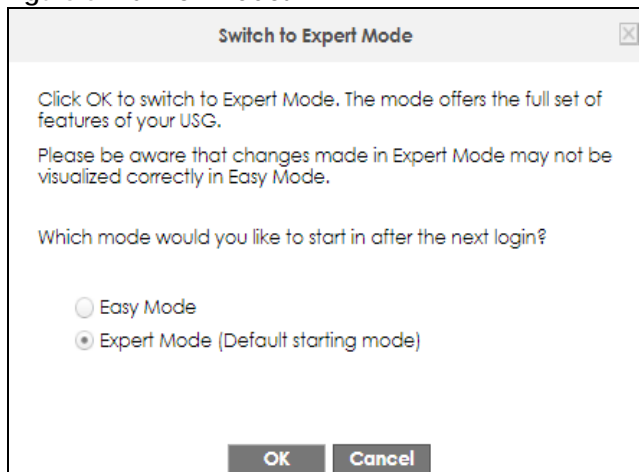 Switch to Expert Mode
Click OK to switch to Expert Mode. The mode offers the full set of
features of your USG.
Please be aware that changes made in Expert Mode may not be
visualized correctly in Easy Mode.
Which mode would you like to start in after the next login?
Easy Mode
Expert Mode (Default starting mode)
OK Cancel